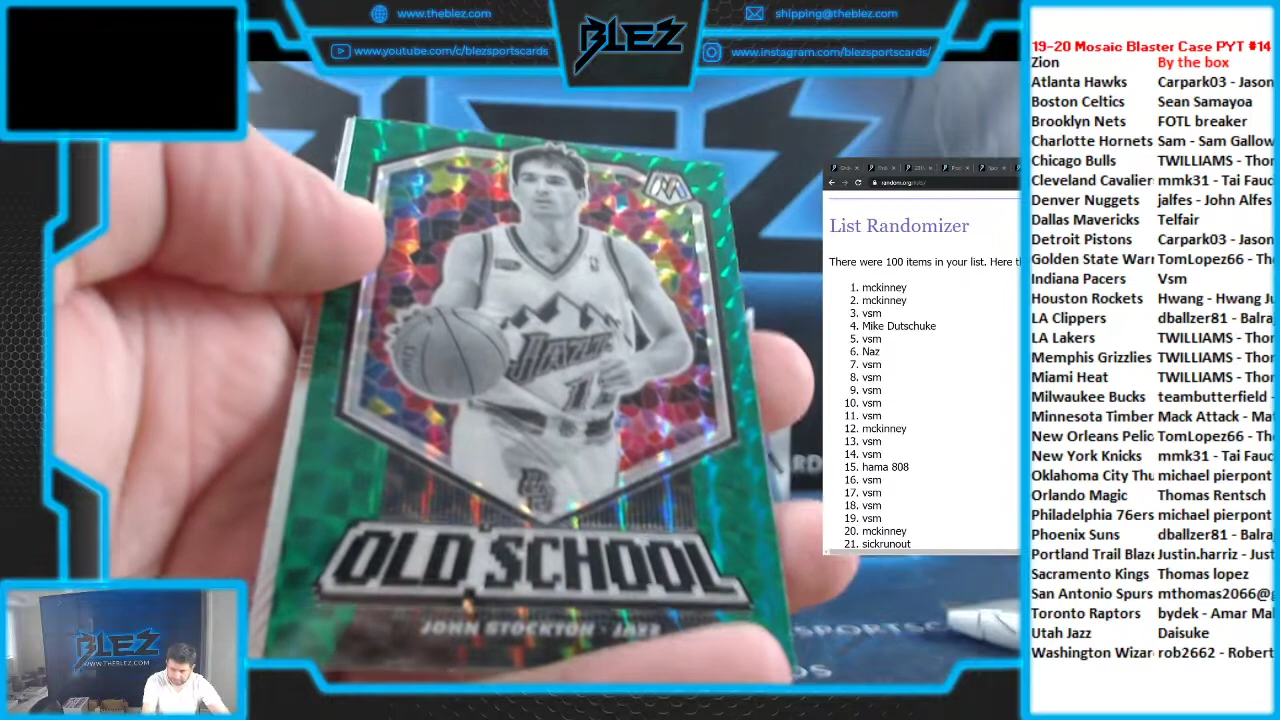 www.theblez.com
shipping@theblez.com
BLEZ
www.youtube.com/c/blezsportscards
www.instagram.com/blezsportscards/
19-20 Mosaic Blaster Case PYT #14
Zion By the box
Atlanta Hawks Carpark03 - Jason
Boston Celtics Sean Samayoa
Brooklyn Nets FOTL breaker
Charlotte Hornets Sam - Sam Gallow
Chicago Bulls TWILLIAMS - Thor
Cleveland Cavalier mmk31 - Tai Fauc
Denver Nuggets jalfes - John Alfes
Dallas Mavericks Telfair
Detroit Pistons Carpark03 - Jason
Golden State Warr TomLopez66 - Th
Indiana Pacers Vsm
Houston Rockets Hwang - Hwang Ju
LA Clippers dballzer81 - Balra
LA Lakers TWILLIAMS - Thor
Memphis Grizzlies TWILLIAMS - Thor
Miami Heat TWILLIAMS - Thor
Milwaukee Bucks teambutterfield -
Minnesota Timber Mack Attack - Ma
New Orleans Pelic TomLopez66 - Th
New York Knicks mmk31 - Tai Fauc
Oklahoma City Thu michael pierpont
Orlando Magic Thomas Rentsch
Philadelphia 76ers michael pierpont
Phoenix Suns dballzer81 - Balra
Portland Trail Blaz Justin.harriz - Just
Sacramento Kings Thomas lopez
San Antonio Spurs mthomas2066@g
Toronto Raptors bydek - Amar Mal
Utah Jazz Daisuke
Washington Wizar rob2662 - Robert
random.org
List Randomizer
There were 100 items in your list. Here
1. mckinney
2. mckinney
3. vsm
4. Mike Dutschuke
5. vsm
6. Naz
7. vsm
8. vsm
9. vsm
10. vsm
11. vsm
12. mckinney
13. vsm
14. vsm
15. hama 808
16. vsm
17. vsm
18. vsm
19. vsm
20. mckinney
21. sickrunout
JAZZ
OLD SCHOOL
JOHN STOCKTON · JAZZ
BLEZ
WWW.THEBLEZ.COM